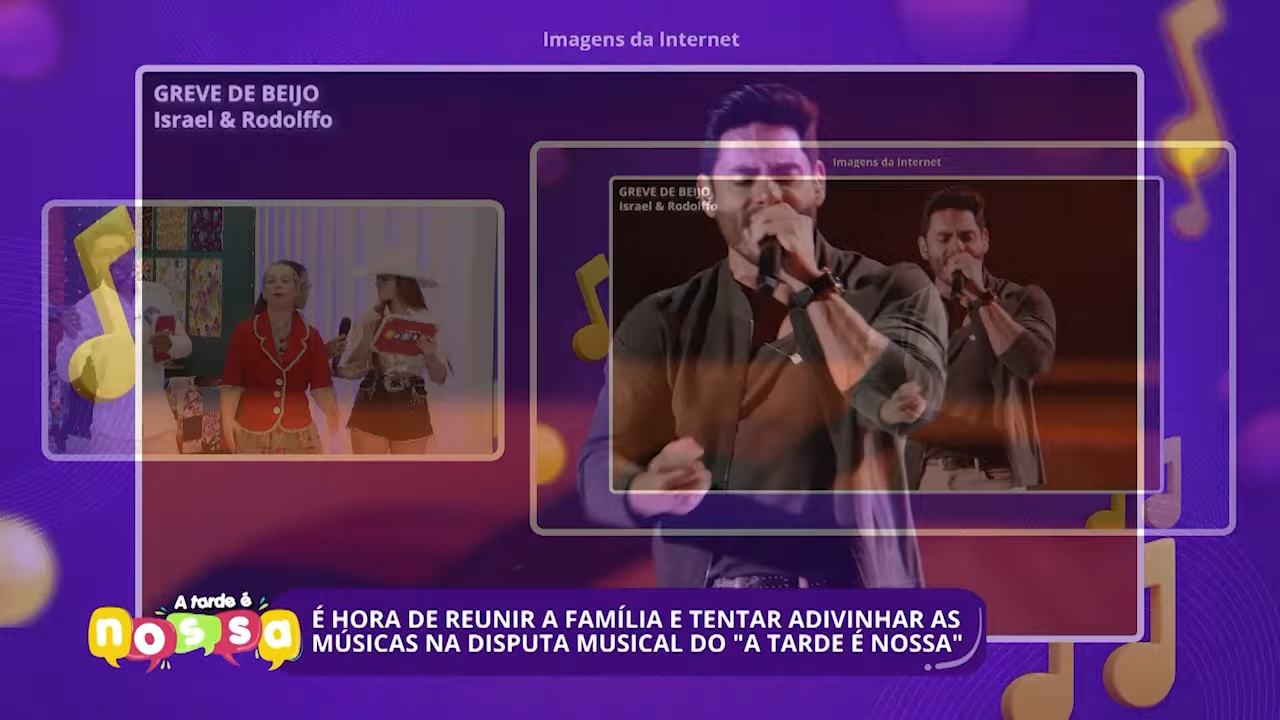 Imagens da Internet
GREVE DE BEIJO
Israel & Rodolffo
Imagens da Internet
GREVE DE BEIJO
Israel & Rodolffo
A tarde é
nossa
É HORA DE REUNIR A FAMÍLIA E TENTAR ADIVINHAR AS
MÚSICAS NA DISPUTA MUSICAL DO "A TARDE É NOSSA"